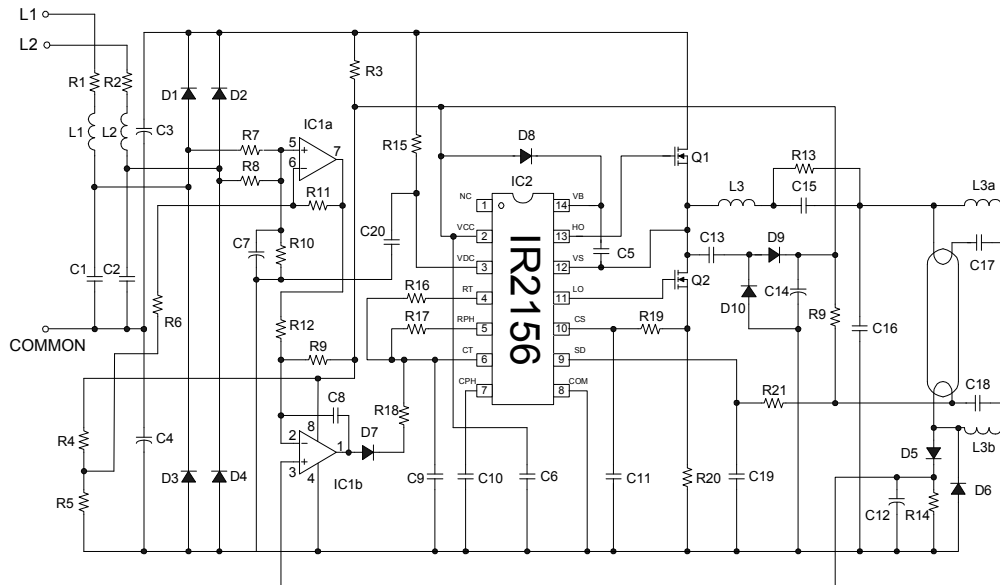 L1
L2
R1
R2
R3
D1
D2
L1
L2
C3
IC1a
R7
R8
5
6
7
R11
R15
D8
Q1
IC2
R13
L3
C15
L3a
C17
NC
VCC
VDC
RT
RPH
CT
CPH
1
2
3
4
5
6
7
IR2156
14
13
12
11
10
9
8
VB
HO
VS
LO
CS
SD
COM
C7
R10
C20
C5
C13
D9
Q2
D10
C14
R9
C16
C1
C2
R6
COMMON
R12
R9
R16
R17
R19
R18
R21
C18
L3b
C8
8
2
3
1
4
D7
IC1b
R4
R5
C4
D3
D4
C9
C10
C6
C11
R20
C19
D5
D6
C12
R14